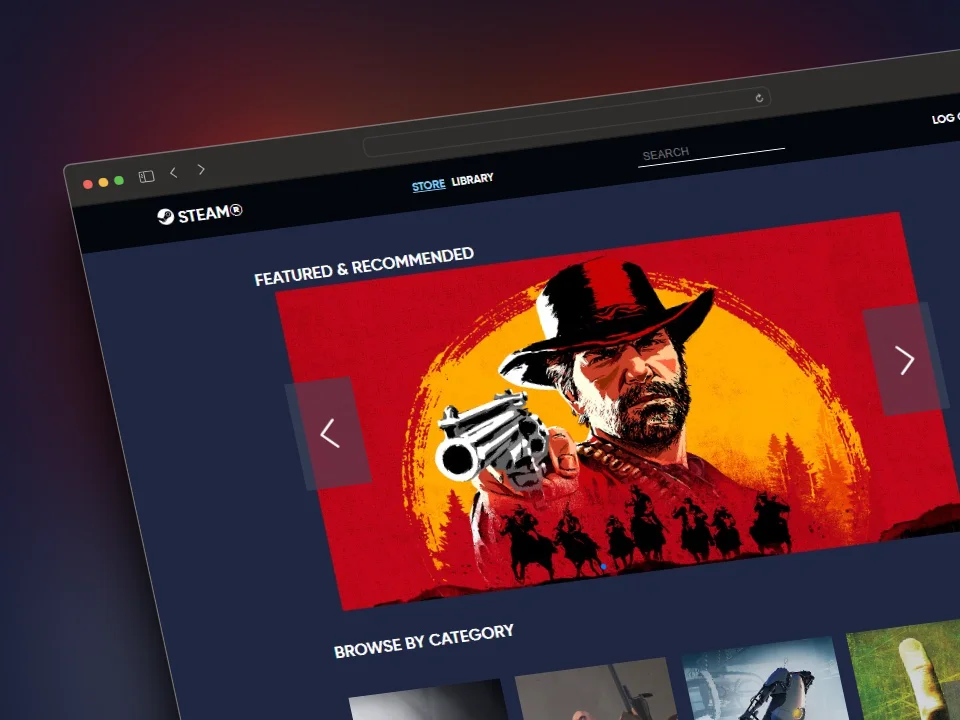 LOG
SEARCH
STORE LIBRARY
STEAM®
FEATURED & RECOMMENDED
BROWSE BY CATEGORY